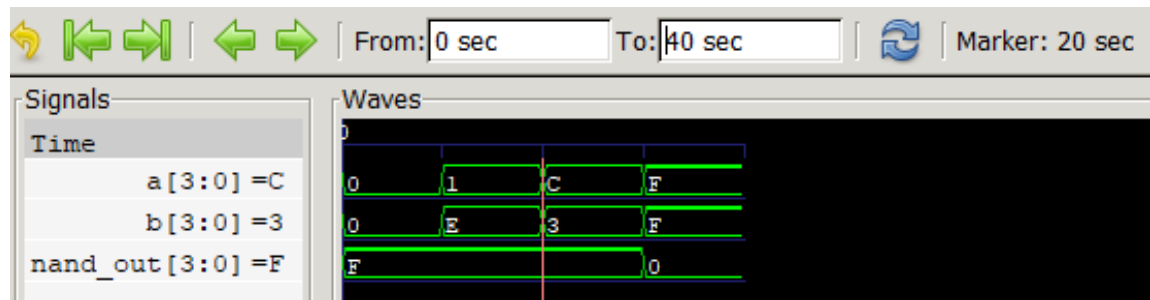 From: 0 sec To: 40 sec Marker: 20 sec
Signals Waves
Time 0
a[3:0] =C 0 1 C F
b[3:0] =3 0 E 3 F
nand_out[3:0] =F F 0